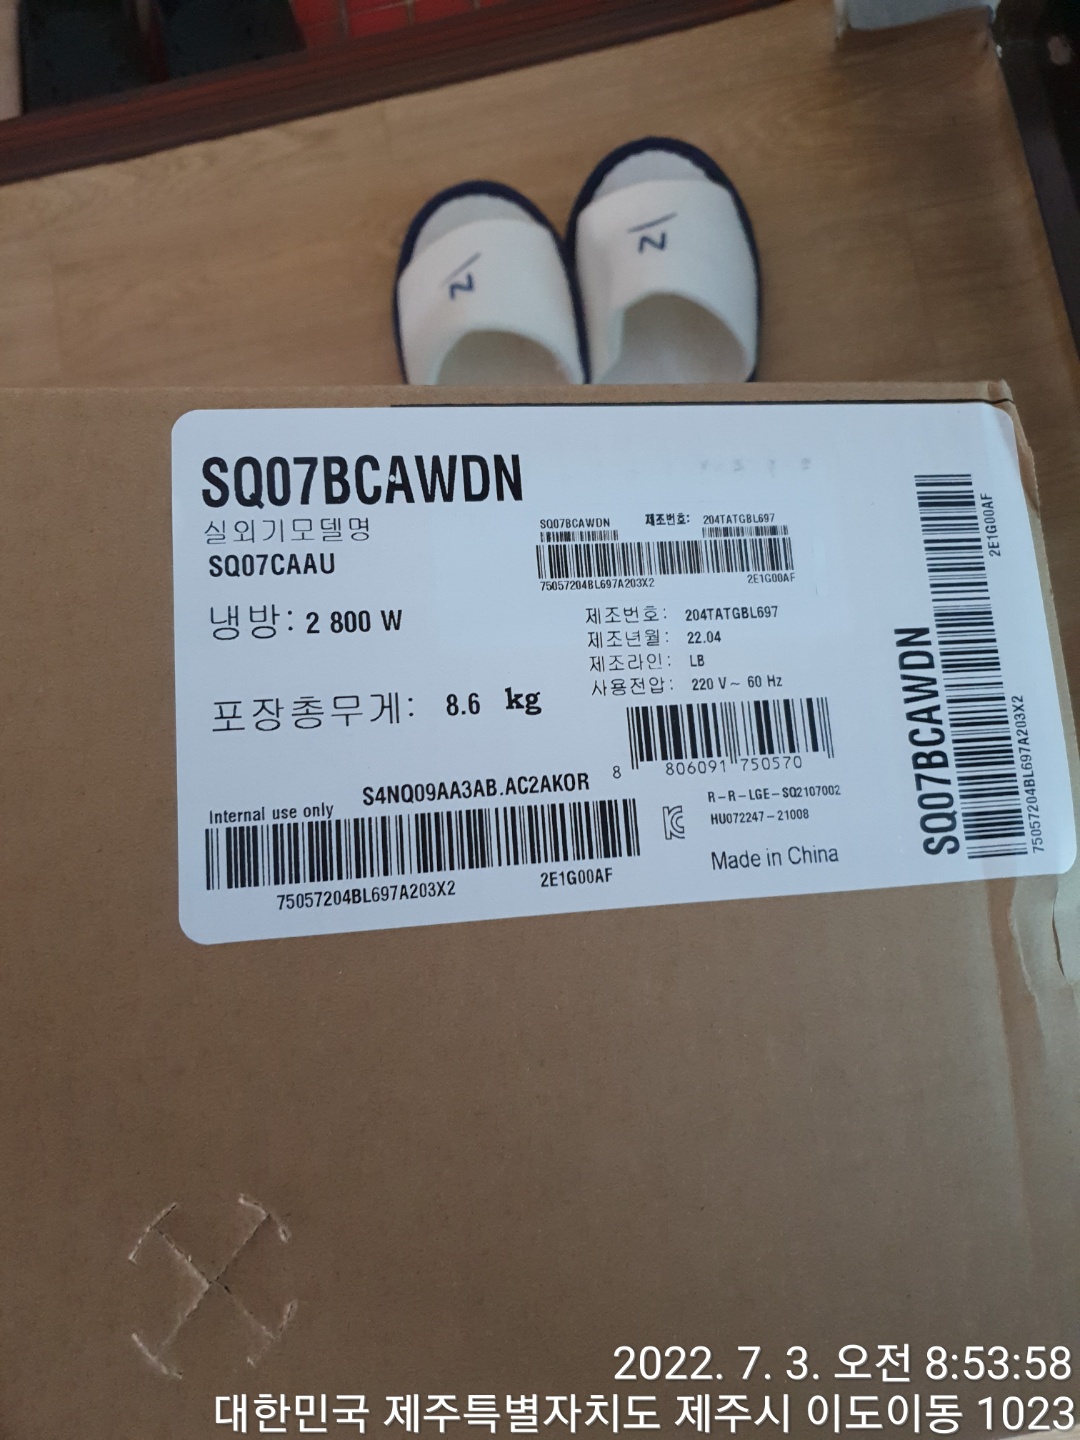 N
N
SQ07BCAWDN
실외기모델명
SQ07CAAU
냉방: 2 800 W
포장총무게: 8.6 kg
SQ07BCAWDN 제조번호: 204TATGBL697
75057204BL697A203X2 2E1G00AF
제조번호: 204TATGBL697
제조년월: 22.04
제조라인: LB
사용전압: 220 V~ 60 Hz
8 806091 750570
S4NQ09AA3AB.AC2AKOR
Internal use only
75057204BL697A203X2 2E1G00AF
R-R-LGE-SQ2107002
HU072247-21008
Made in China
SQ07BCAWDN
75057204BL697A203X2 2E1G00AF
2022. 7. 3. 오전 8:53:58
대한민국 제주특별자치도 제주시 이도이동 1023